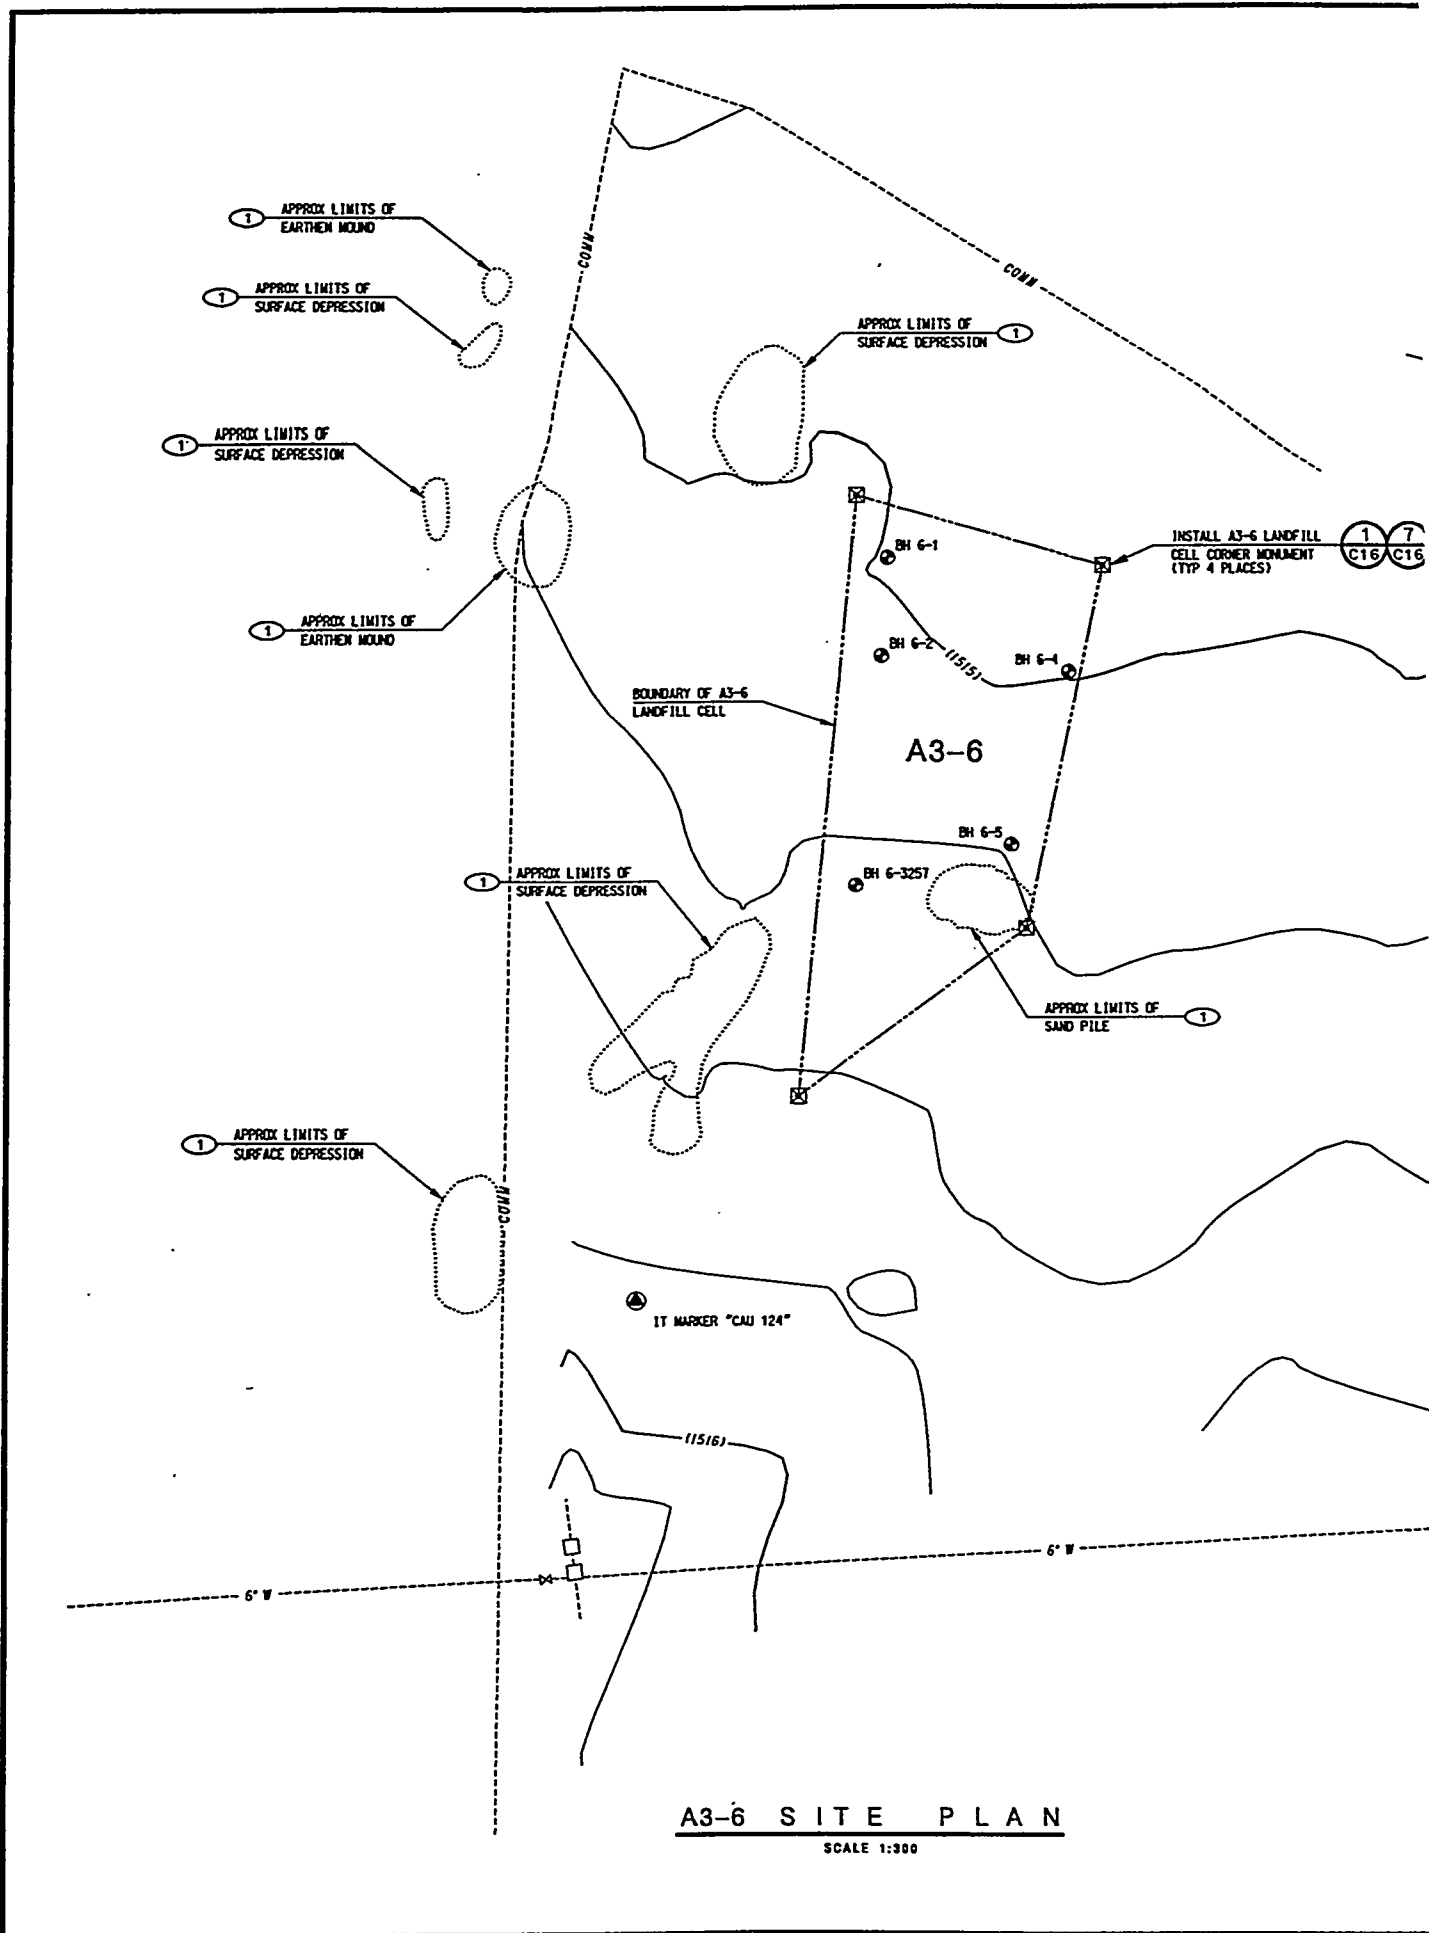 COMM
COMM
1
APPROX LIMITS OF
EARTHEN MOUND
1
APPROX LIMITS OF
SURFACE DEPRESSION
APPROX LIMITS OF
SURFACE DEPRESSION
1
1
APPROX LIMITS OF
SURFACE DEPRESSION
INSTALL A3-6 LANDFILL
CELL CORNER MONUMENT
(TYP 4 PLACES)
1
C16
7
C16
BH 6-1
1
APPROX LIMITS OF
EARTHEN MOUND
BH 6-2
(1515)
BH 6-4
BOUNDARY OF A3-6
LANDFILL CELL
A3-6
BH 6-5
BH 6-3257
1
APPROX LIMITS OF
SURFACE DEPRESSION
APPROX LIMITS OF
SAND PILE
1
1
APPROX LIMITS OF
SURFACE DEPRESSION
COMM
IT MARKER "CAU 124"
(1516)
6" W
6" W
A3-6 SITE PLAN
SCALE 1:300